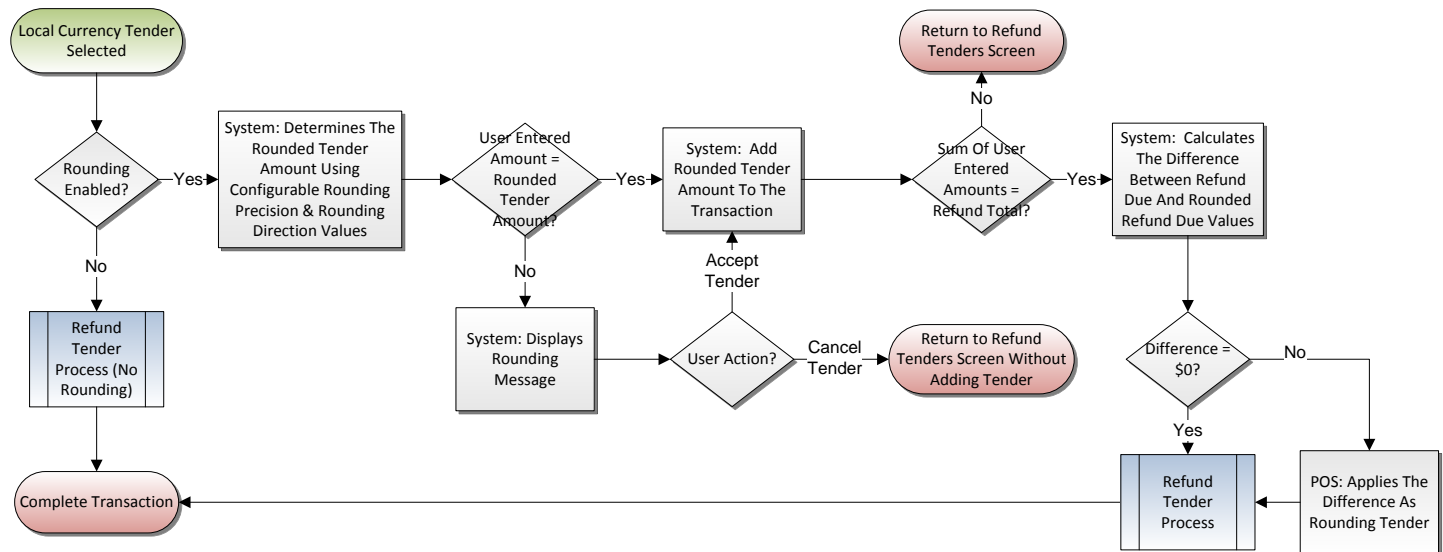 Local Currency Tender
Selected
Rounding
Enabled?
Yes
No
Refund
Tender
Process (No
Rounding)
Complete Transaction
System: Determines The
Rounded Tender
Amount Using
Configurable Rounding
Precision & Rounding
Direction Values
User Entered
Amount =
Rounded
Tender
Amount?
Yes
No
System: Displays
Rounding
Message
User Action?
Accept
Tender
Cancel
Tender
Return to Refund
Tenders Screen Without
Adding Tender
System: Add
Rounded Tender
Amount To The
Transaction
Sum Of User
Entered
Amounts =
Refund Total?
No
Return to Refund
Tenders Screen
Yes
System: Calculates
The Difference
Between Refund
Due And Rounded
Refund Due Values
Difference =
$0?
No
Yes
Refund
Tender
Process
POS: Applies The
Difference As
Rounding Tender